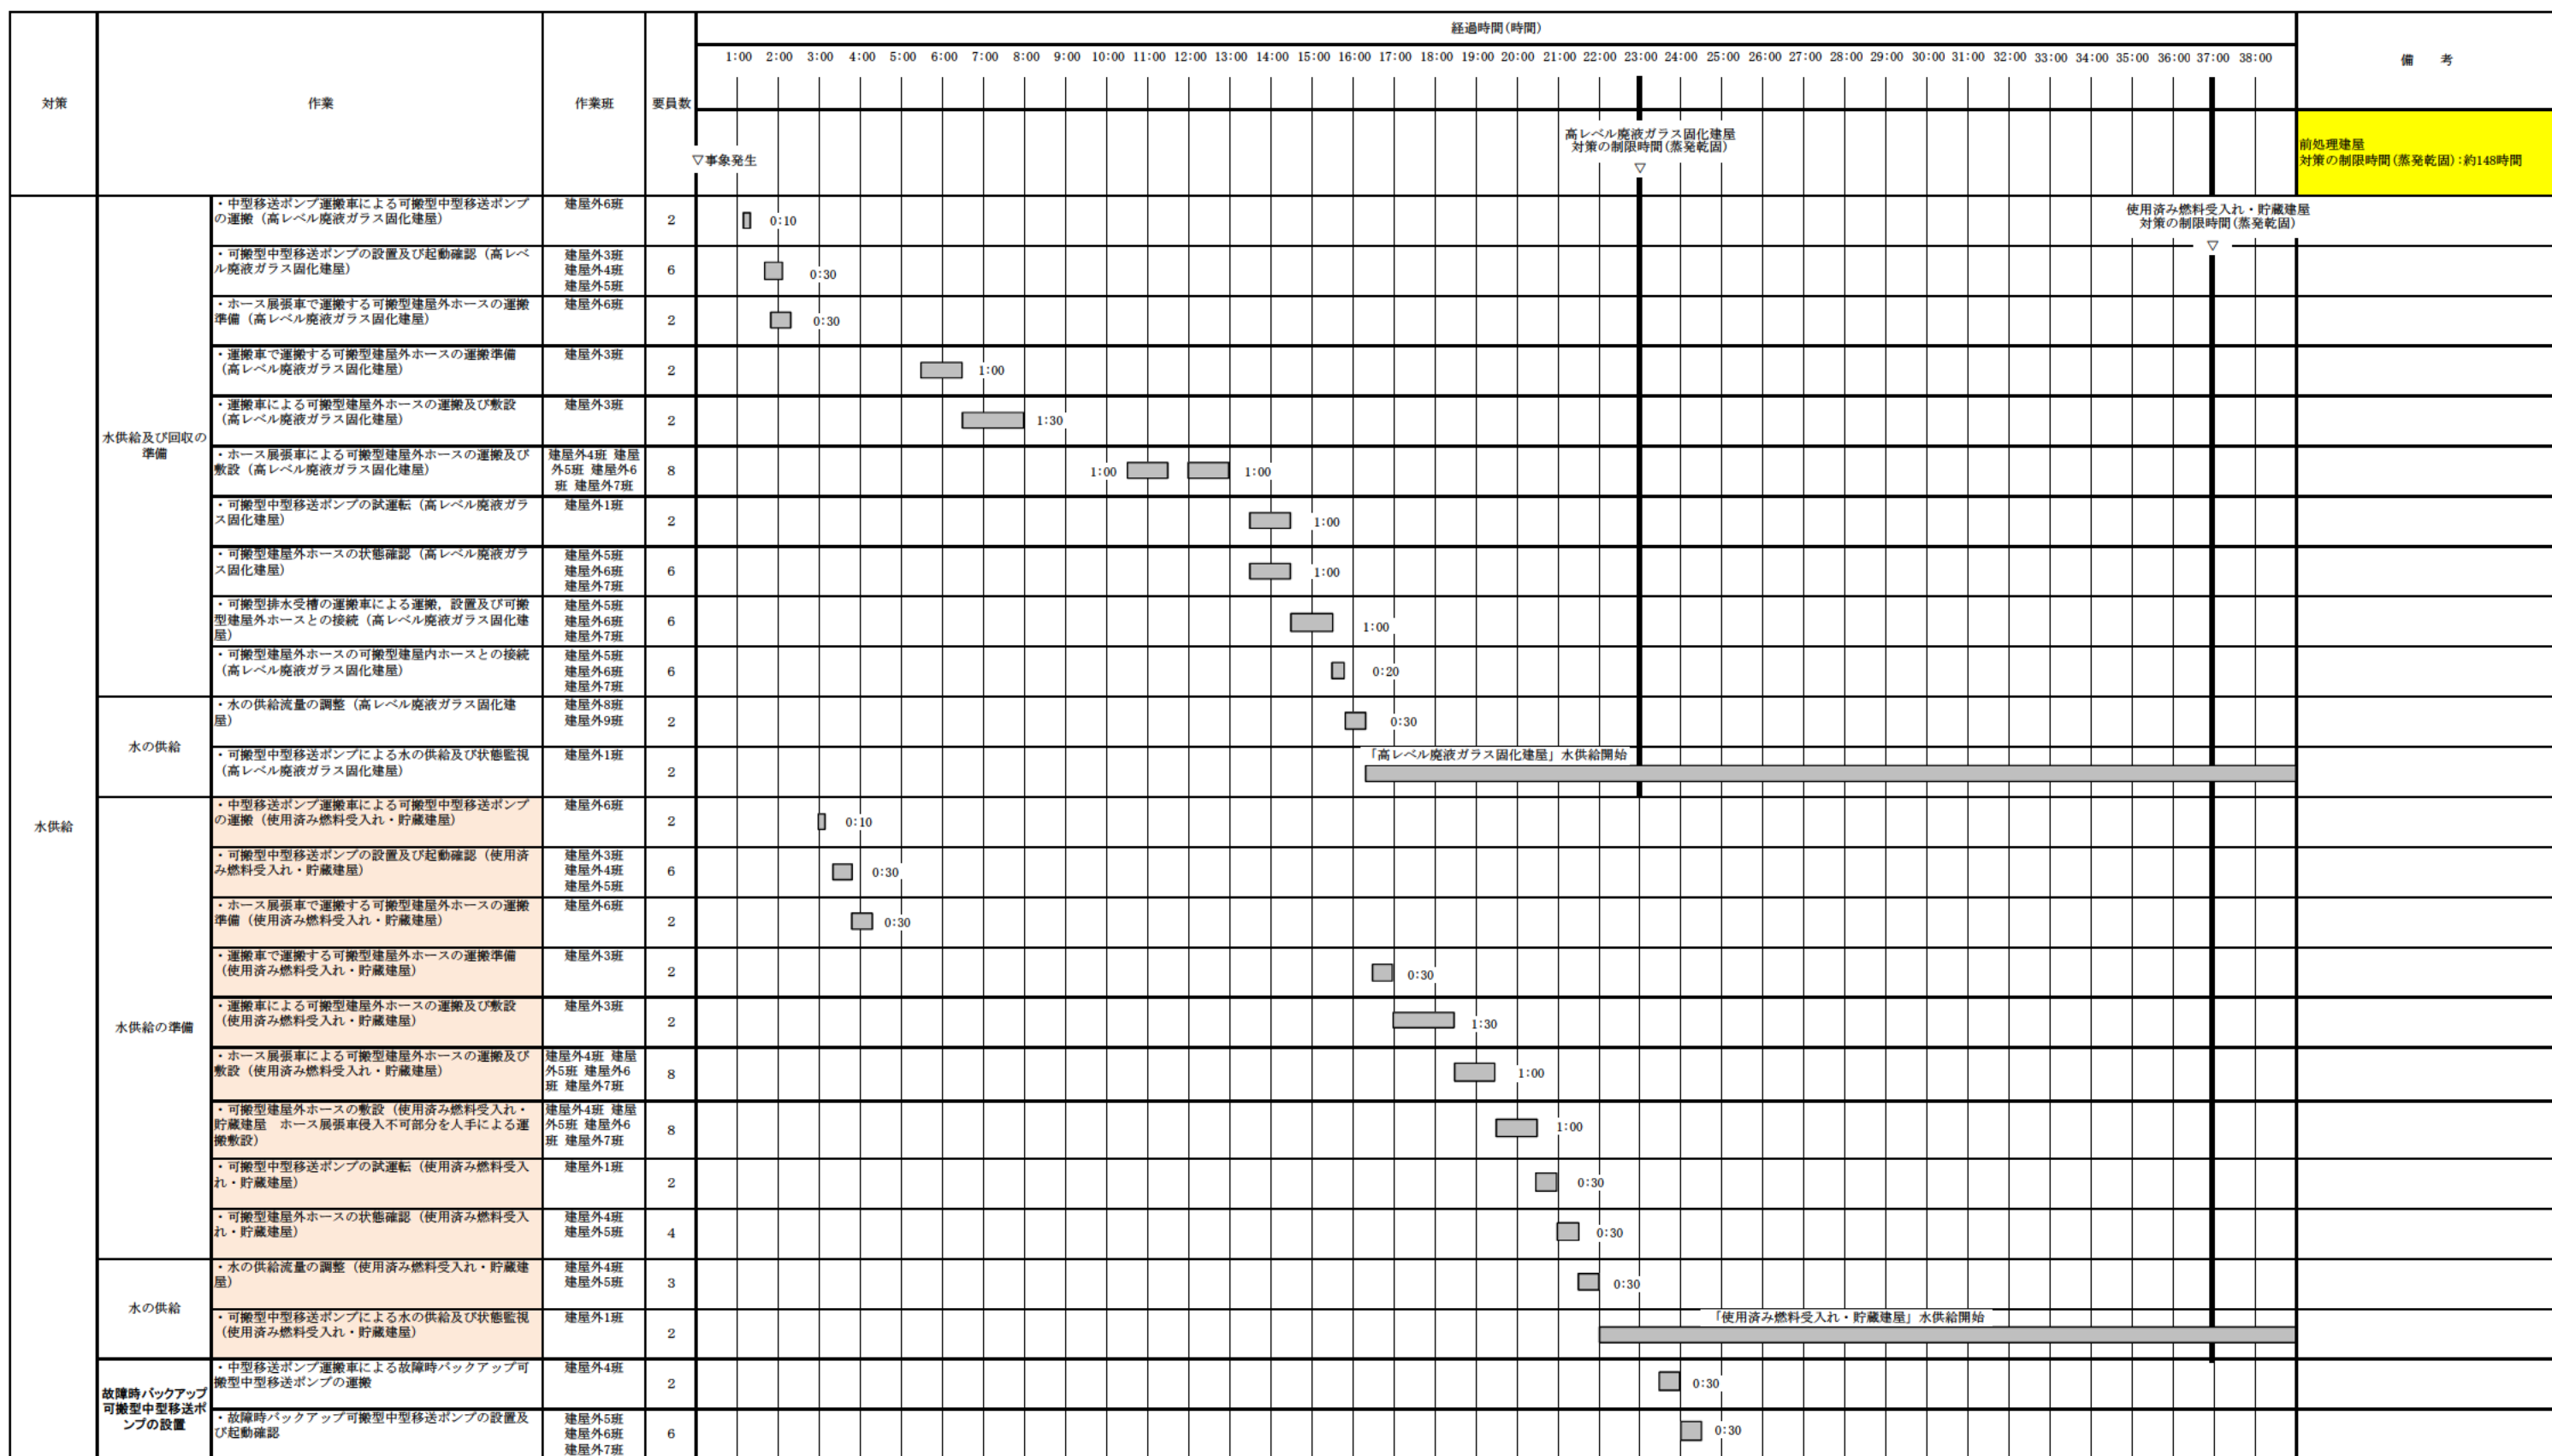 対策
作業
作業班
要員数
経過時間(時間)
備　考
1:00 2:00 3:00 4:00 5:00 6:00 7:00 8:00 9:00 10:00 11:00 12:00 13:00 14:00 15:00 16:00 17:00 18:00 19:00 20:00 21:00 22:00 23:00 24:00 25:00 26:00 27:00 28:00 29:00 30:00 31:00 32:00 33:00 34:00 35:00 36:00 37:00 38:00
▽事象発生
高レベル廃液ガラス固化建屋
対策の制限時間(蒸発乾固)
▽
前処理建屋
対策の制限時間(蒸発乾固):約148時間
使用済み燃料受入れ・貯蔵建屋
対策の制限時間(蒸発乾固)
▽
水供給
水供給及び回収の
準備
・中型移送ポンプ運搬車による可搬型中型移送ポンプ
の運搬（高レベル廃液ガラス固化建屋）
建屋外6班
2
0:10
・可搬型中型移送ポンプの設置及び起動確認（高レベ
ル廃液ガラス固化建屋）
建屋外3班
建屋外4班
建屋外5班
6
0:30
・ホース展張車で運搬する可搬型建屋外ホースの運搬
準備（高レベル廃液ガラス固化建屋）
建屋外6班
2
0:30
・運搬車で運搬する可搬型建屋外ホースの運搬準備
（高レベル廃液ガラス固化建屋）
建屋外3班
2
1:00
・運搬車による可搬型建屋外ホースの運搬及び敷設
（高レベル廃液ガラス固化建屋）
建屋外3班
2
1:30
・ホース展張車による可搬型建屋外ホースの運搬及び
敷設（高レベル廃液ガラス固化建屋）
建屋外4班 建屋
外5班 建屋外6
班 建屋外7班
8
1:00
1:00
・可搬型中型移送ポンプの試運転（高レベル廃液ガラ
ス固化建屋）
建屋外1班
2
1:00
・可搬型建屋外ホースの状態確認（高レベル廃液ガラ
ス固化建屋）
建屋外5班
建屋外6班
建屋外7班
6
1:00
・可搬型排水受槽の運搬車による運搬，設置及び可搬
型建屋外ホースとの接続（高レベル廃液ガラス固化建
屋）
建屋外5班
建屋外6班
建屋外7班
6
1:00
・可搬型建屋外ホースの可搬型建屋内ホースとの接続
（高レベル廃液ガラス固化建屋）
建屋外5班
建屋外6班
建屋外7班
6
0:20
水の供給
・水の供給流量の調整（高レベル廃液ガラス固化建
屋）
建屋外8班
建屋外9班
2
0:30
・可搬型中型移送ポンプによる水の供給及び状態監視
（高レベル廃液ガラス固化建屋）
建屋外1班
2
「高レベル廃液ガラス固化建屋」水供給開始
水供給の準備
・中型移送ポンプ運搬車による可搬型中型移送ポンプ
の運搬（使用済み燃料受入れ・貯蔵建屋）
建屋外6班
2
0:10
・可搬型中型移送ポンプの設置及び起動確認（使用済
み燃料受入れ・貯蔵建屋）
建屋外3班
建屋外4班
建屋外5班
6
0:30
・ホース展張車で運搬する可搬型建屋外ホースの運搬
準備（使用済み燃料受入れ・貯蔵建屋）
建屋外6班
2
0:30
・運搬車で運搬する可搬型建屋外ホースの運搬準備
（使用済み燃料受入れ・貯蔵建屋）
建屋外3班
2
0:30
・運搬車による可搬型建屋外ホースの運搬及び敷設
（使用済み燃料受入れ・貯蔵建屋）
建屋外3班
2
1:30
・ホース展張車による可搬型建屋外ホースの運搬及び
敷設（使用済み燃料受入れ・貯蔵建屋）
建屋外4班 建屋
外5班 建屋外6
班 建屋外7班
8
1:00
・可搬型建屋外ホースの敷設（使用済み燃料受入れ・
貯蔵建屋　ホース展張車侵入不可部分を人手による運
搬敷設）
建屋外4班 建屋
外5班 建屋外6
班 建屋外7班
8
1:00
・可搬型中型移送ポンプの試運転（使用済み燃料受入
れ・貯蔵建屋）
建屋外1班
2
0:30
・可搬型建屋外ホースの状態確認（使用済み燃料受入
れ・貯蔵建屋）
建屋外4班
建屋外5班
4
0:30
水の供給
・水の供給流量の調整（使用済み燃料受入れ・貯蔵建
屋）
建屋外4班
建屋外5班
3
0:30
・可搬型中型移送ポンプによる水の供給及び状態監視
（使用済み燃料受入れ・貯蔵建屋）
建屋外1班
2
「使用済み燃料受入れ・貯蔵建屋」水供給開始
故障時バックアップ
可搬型中型移送ポ
ンプの設置
・中型移送ポンプ運搬車による故障時バックアップ可
搬型中型移送ポンプの運搬
建屋外4班
2
0:30
・故障時バックアップ可搬型中型移送ポンプの設置及
び起動確認
建屋外5班
建屋外6班
建屋外7班
6
0:30